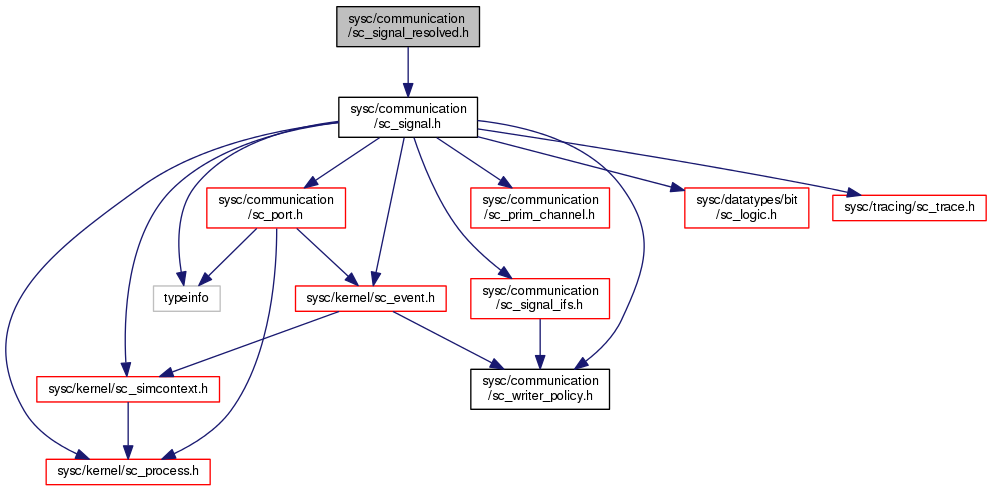 sysc/communication
/sc_signal_resolved.h
sysc/communication
/sc_signal.h
sysc/communication
/sc_port.h
sysc/communication
/sc_prim_channel.h
sysc/datatypes/bit
/sc_logic.h
sysc/tracing/sc_trace.h
typeinfo
sysc/kernel/sc_event.h
sysc/communication
/sc_signal_ifs.h
sysc/kernel/sc_simcontext.h
sysc/communication
/sc_writer_policy.h
sysc/kernel/sc_process.h